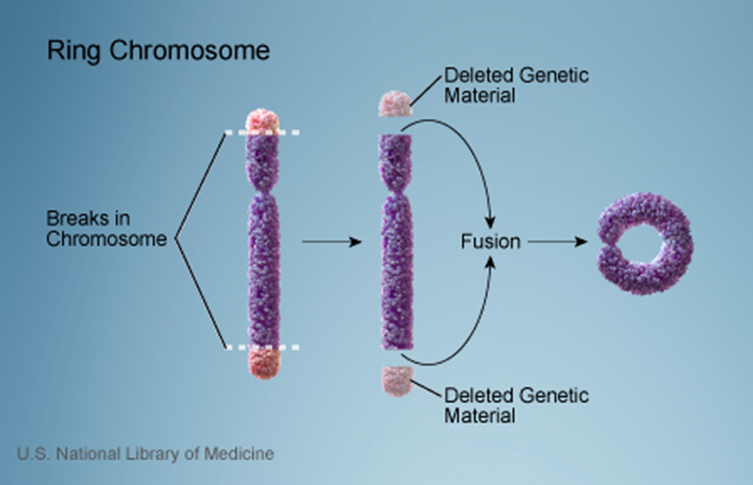 Ring Chromosome
Deleted Genetic
Material
Breaks in
Chromosome
Fusion
Deleted Genetic
Material
U.S. National Library of Medicine